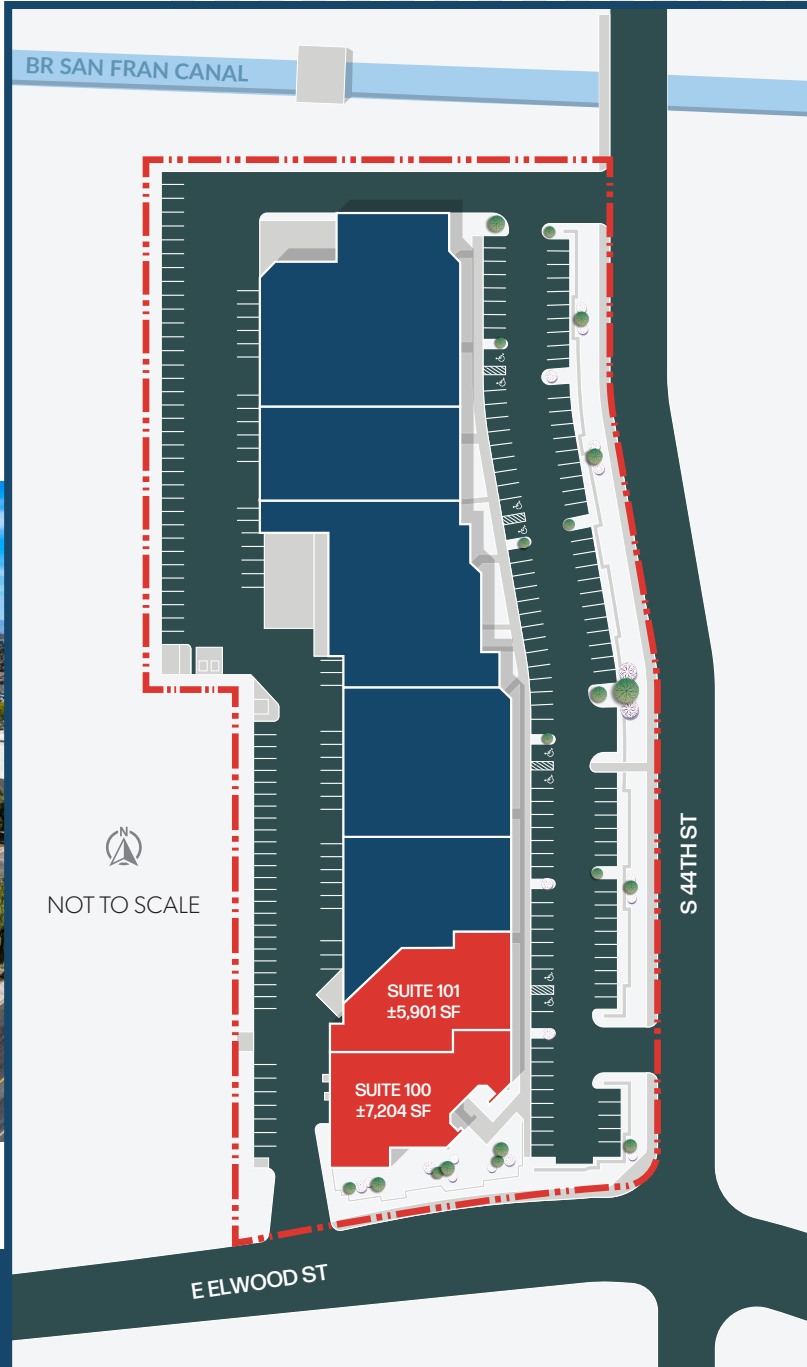 BR SAN FRAN CANAL
N
NOT TO SCALE
S 44TH ST
SUITE 101
±5,901 SF
SUITE 100
±7,204 SF
E ELWOOD ST